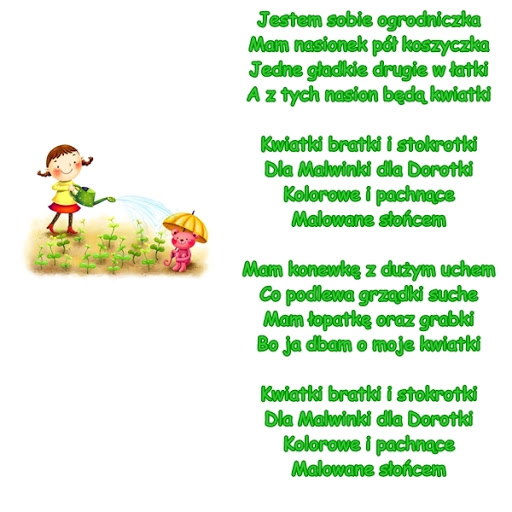 Jestem sobie ogrodniczka
Mam nasionek pół koszyczka
Jedne gładkie drugie w łatki
A z tych nasion będą kwiatki
Kwiatki bratki i stokrotki
Dla Malwinki dla Dorotki
Kolorowe i pachnące
Malowane słońcem
Mam konewkę z dużym uchem
Co podlewa grządki suche
Mam łopatkę oraz grabki
Bo ja dbam o moje kwiatki
Kwiatki bratki i stokrotki
Dla Malwinki dla Dorotki
Kolorowe i pachnące
Malowane słońcem